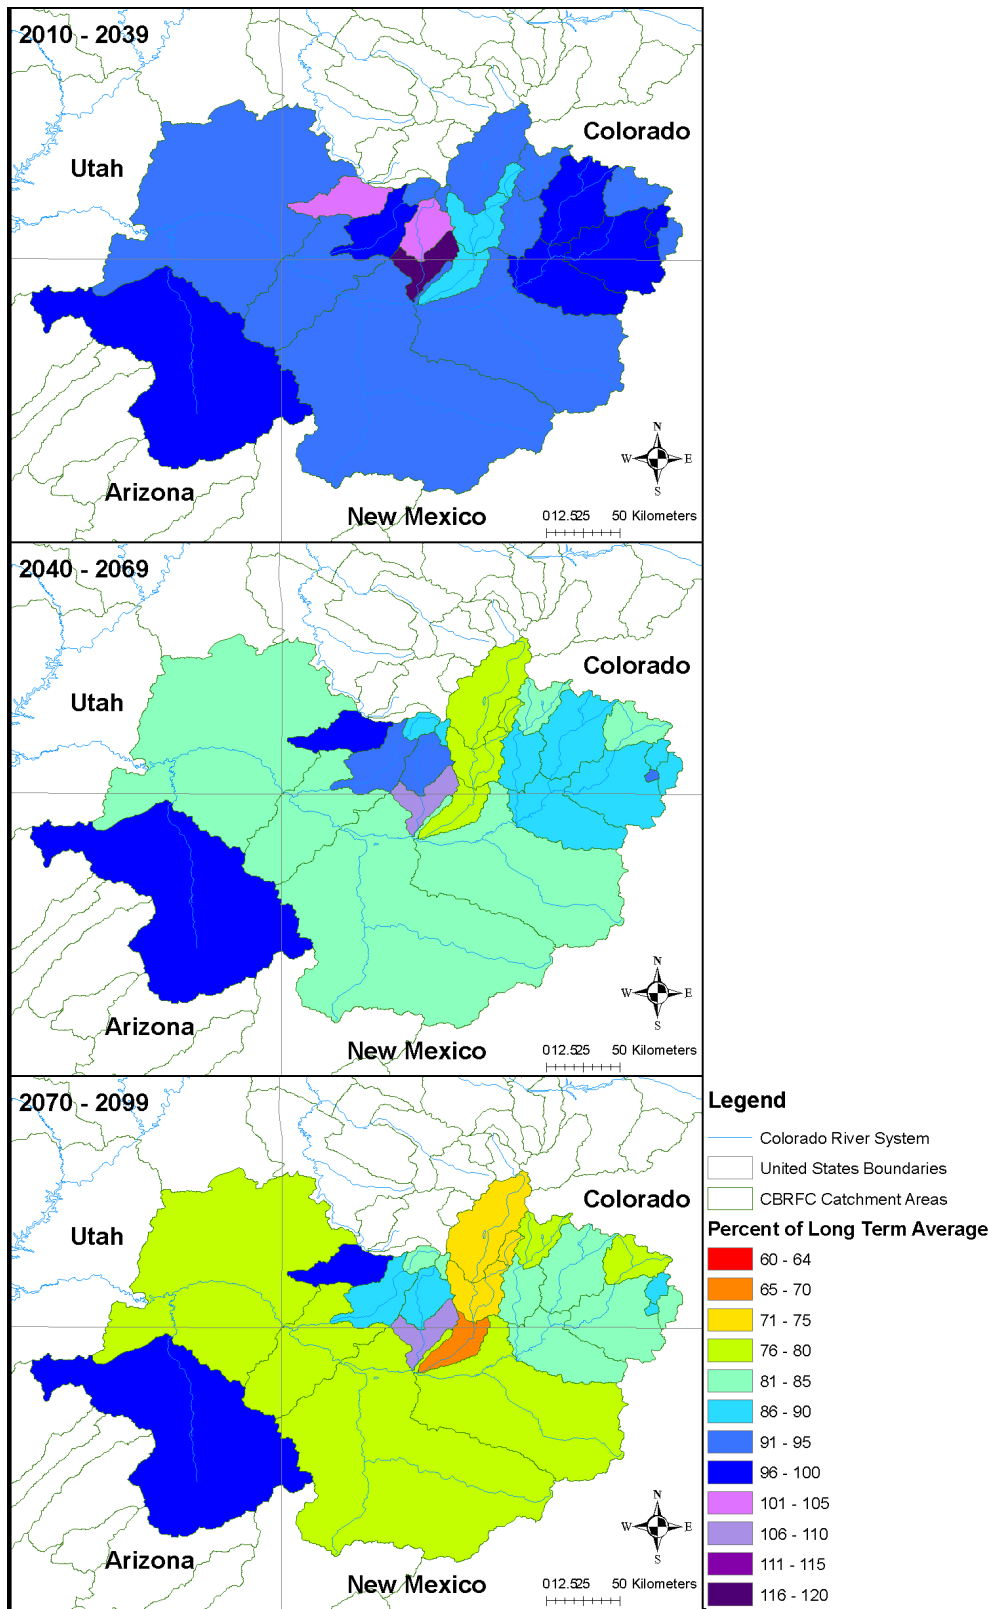 2010 - 2039
Colorado
Utah
Arizona
New Mexico
N
W E
S
012.525 50 Kilometers
2040 - 2069
Colorado
Utah
Arizona
New Mexico
N
W E
S
012.525 50 Kilometers
2070 - 2099
Colorado
Utah
Arizona
New Mexico
N
W E
S
012.525 50 Kilometers
Legend
Colorado River System
United States Boundaries
CBRFC Catchment Areas
Percent of Long Term Average
60 - 64
65 - 70
71 - 75
76 - 80
81 - 85
86 - 90
91 - 95
96 - 100
101 - 105
106 - 110
111 - 115
116 - 120